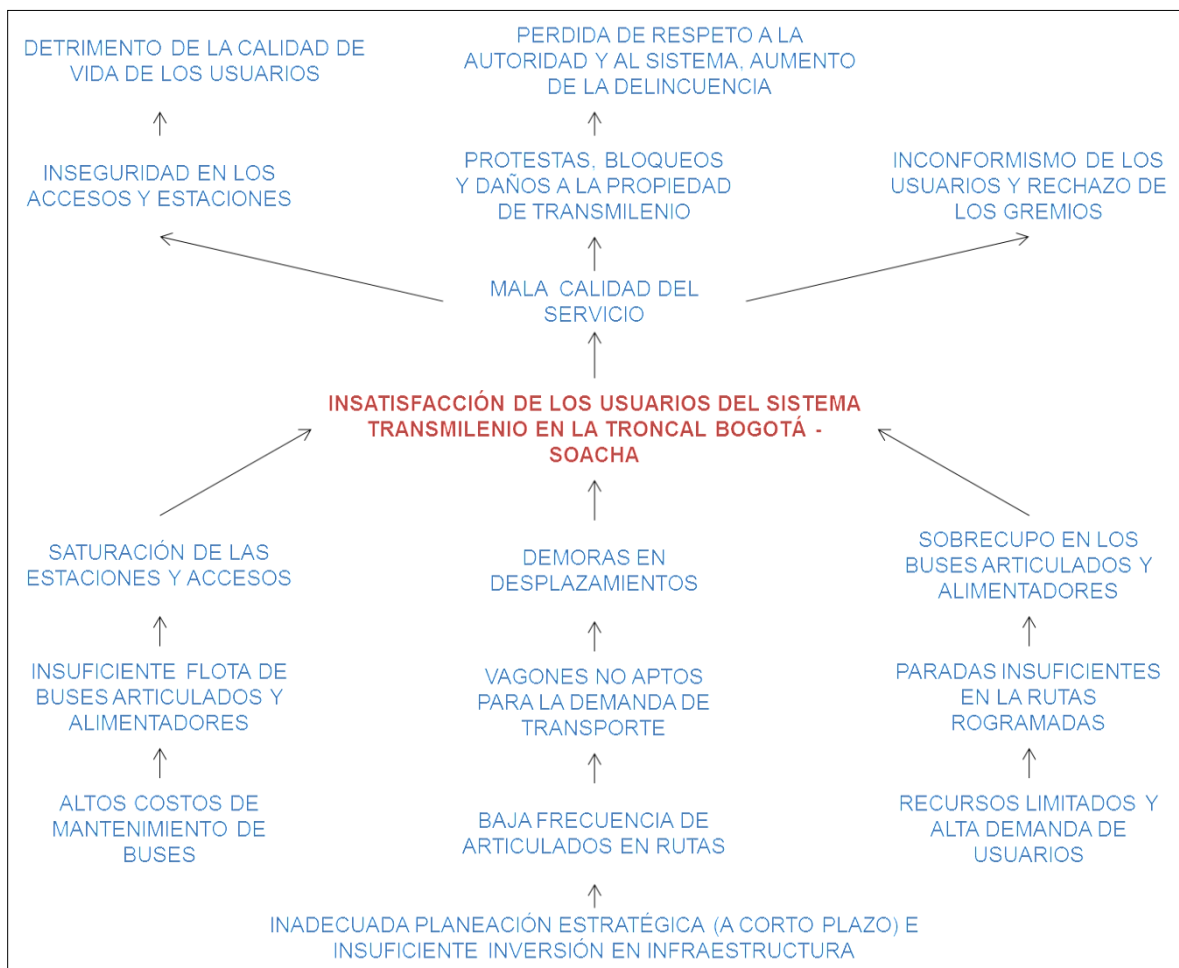 DETRIMENTO DE LA CALIDAD DE
VIDA DE LOS USUARIOS
PERDIDA DE RESPETO A LA
AUTORIDAD Y AL SISTEMA, AUMENTO
DE LA DELINCUENCIA
INSEGURIDAD EN LOS
ACCESOS Y ESTACIONES
PROTESTAS, BLOQUEOS
Y DAÑOS A LA PROPIEDAD
DE TRANSMILENIO
INCONFORMISMO DE LOS
USUARIOS Y RECHAZO DE
LOS GREMIOS
MALA CALIDAD DEL
SERVICIO
INSATISFACCIÓN DE LOS USUARIOS DEL SISTEMA
TRANSMILENIO EN LA TRONCAL BOGOTÁ -
SOACHA
SATURACIÓN DE LAS
ESTACIONES Y ACCESOS
DEMORAS EN
DESPLAZAMIENTOS
SOBRECUPO EN LOS
BUSES ARTICULADOS Y
ALIMENTADORES
INSUFICIENTE FLOTA DE
BUSES ARTICULADOS Y
ALIMENTADORES
VAGONES NO APTOS
PARA LA DEMANDA DE
TRANSPORTE
PARADAS INSUFICIENTES
EN LA RUTAS
ROGRAMADAS
ALTOS COSTOS DE
MANTENIMIENTO DE
BUSES
BAJA FRECUENCIA DE
ARTICULADOS EN RUTAS
RECURSOS LIMITADOS Y
ALTA DEMANDA DE
USUARIOS
INADECUADA PLANEACIÓN ESTRATÉGICA (A CORTO PLAZO) E
INSUFICIENTE INVERSIÓN EN INFRAESTRUCTURA